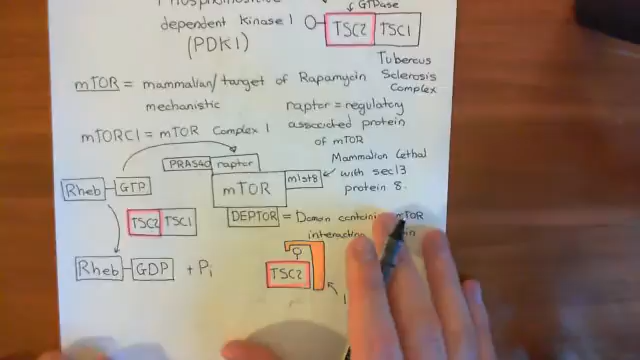 Phosphoinositide
dependent kinase 1
(PDK1)
GTPase
TSC2 TSC1
Tubercus
Sclerosis
Complex
mTOR = mammalian/target of Rapamycin
mechanistic
raptor = regulatory
associated protein
of mTOR
mTORC1 = mTOR Complex 1
PRAS40 raptor
Mammalian Lethal
with sec13
protein 8.
Rheb GTP
mTOR
mlst8
TSC2 TSC1
DEPTOR = Domain containing mTOR
interacting
Rheb GDP + Pi
TSC2